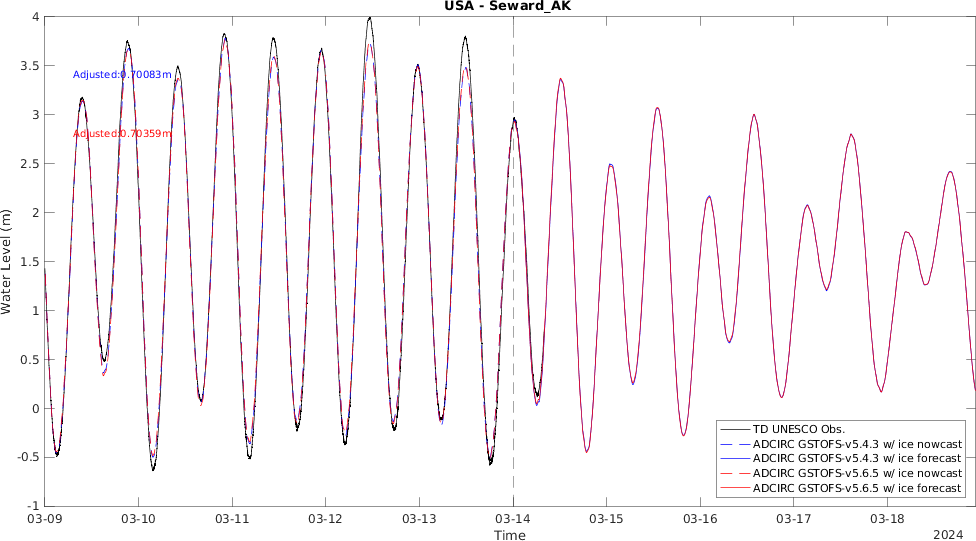 USA - Seward_AK
4
3.5
3
2.5
2
1.5
1
0.5
0
-0.5
-1
Water Level (m)
Adjusted:0.70083m
Adjusted:0.70359m
TD UNESCO Obs.
ADCIRC GSTOFS-v5.4.3 w/ ice nowcast
ADCIRC GSTOFS-v5.4.3 w/ ice forecast
ADCIRC GSTOFS-v5.6.5 w/ ice nowcast
ADCIRC GSTOFS-v5.6.5 w/ ice forecast
03-09 03-10 03-11 03-12 03-13 03-14 03-15 03-16 03-17 03-18
Time
2024